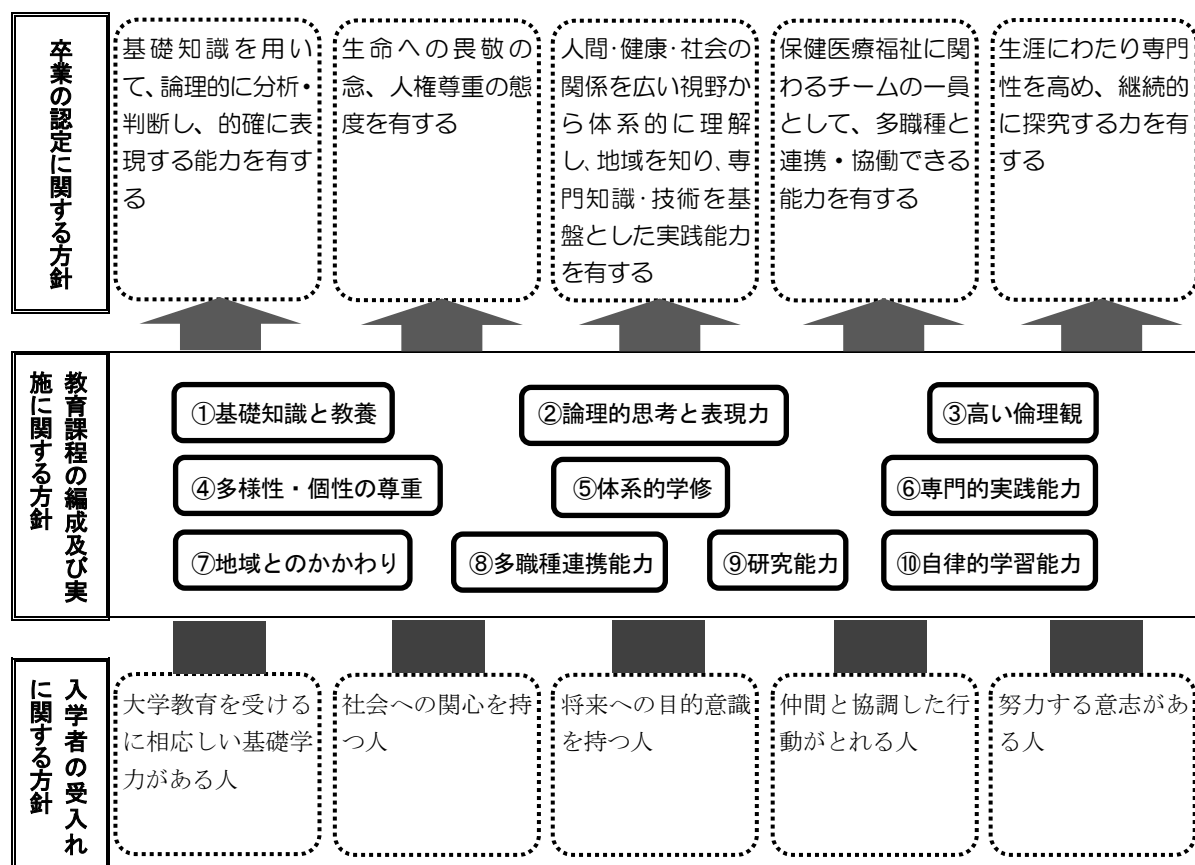 卒業の認定に関する方針
基礎知識を用い
て、論理的に分析・
判断し、的確に表
現する能力を有す
る
生命への畏敬の
念、人権尊重の態
度を有する
人間・健康・社会の
関係を広い視野か
ら体系的に理解
し、地域を知り、専
門知識・技術を基
盤とした実践能力
を有する
保健医療福祉に関
わるチームの一員
として、多職種と
連携・協働できる
能力を有する
生涯にわたり専門
性を高め、継続的
に探究する力を有
する
教育課程の編成及び実
施に関する方針
①基礎知識と教養
②論理的思考と表現力
③高い倫理観
④多様性・個性の尊重
⑤体系的学修
⑥専門的実践能力
⑦地域とのかかわり
⑧多職種連携能力
⑨研究能力
⑩自律的学習能力
入学者の受入れ
に関する方針
大学教育を受ける
に相応しい基礎学
力がある人
社会への関心を持
つ人
将来への目的意識
を持つ人
仲間と協調した行
動がとれる人
努力する意志があ
る人